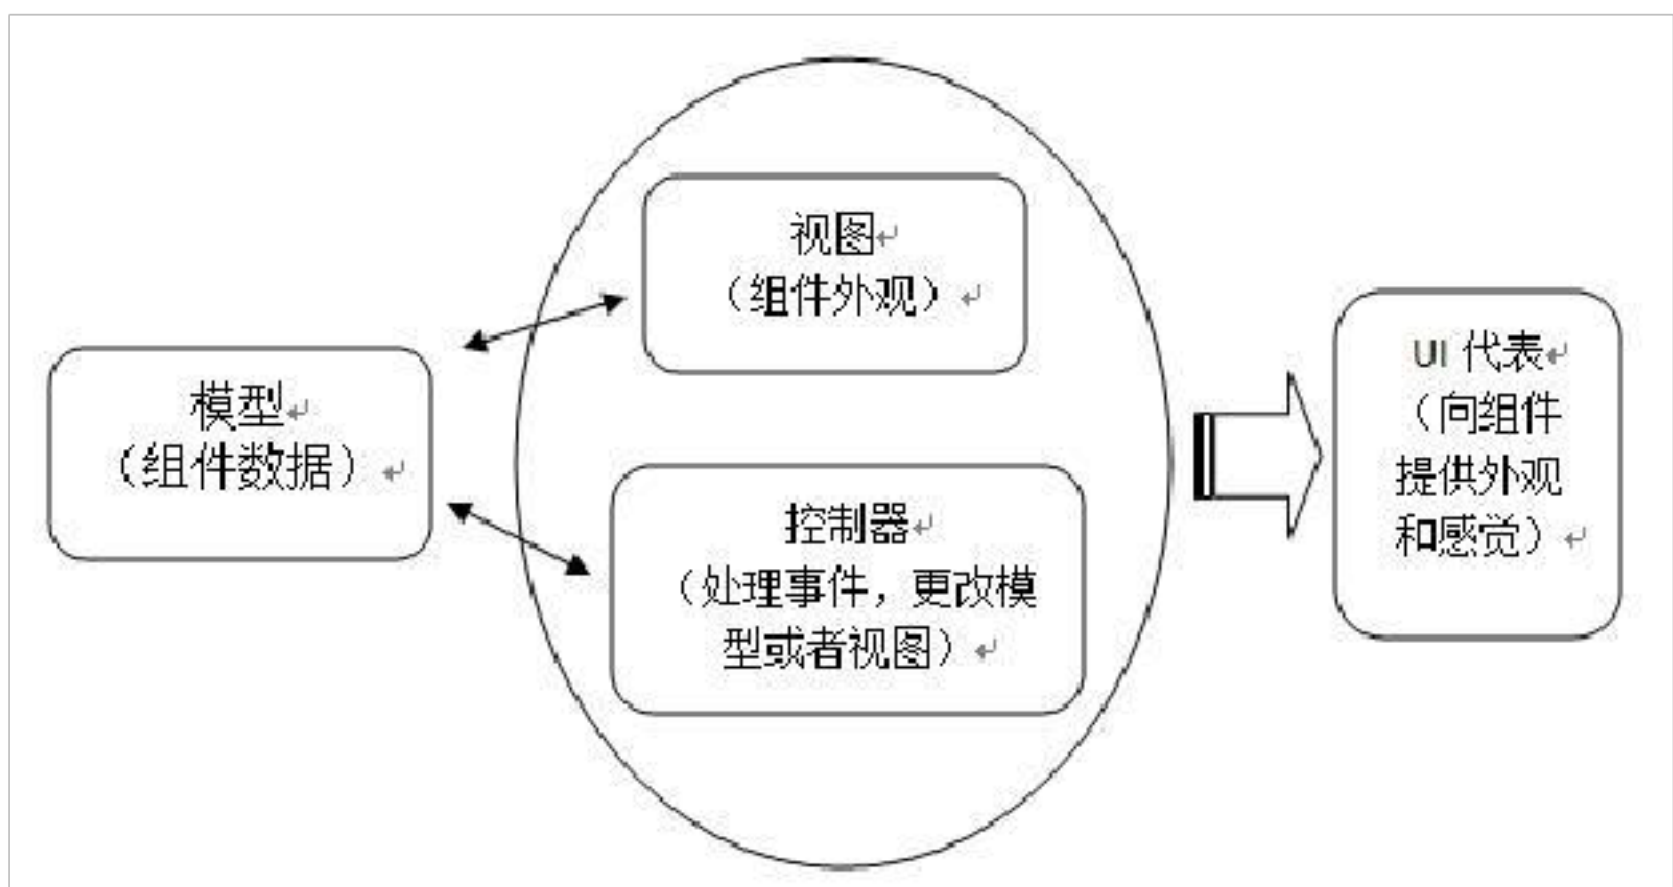 视图
（组件外观）
模型
（组件数据）
控制器
（处理事件，更改模
型或者视图）
UI 代表
（向组件
提供外观
和感觉）